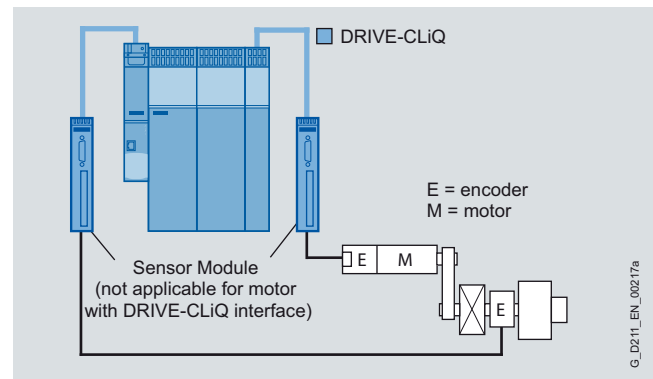 DRIVE-CLiQ
E = encoder
M = motor
Sensor Module
(not applicable for motor
with DRIVE-CLiQ interface)
E M
E
G_D211_EN_00217a